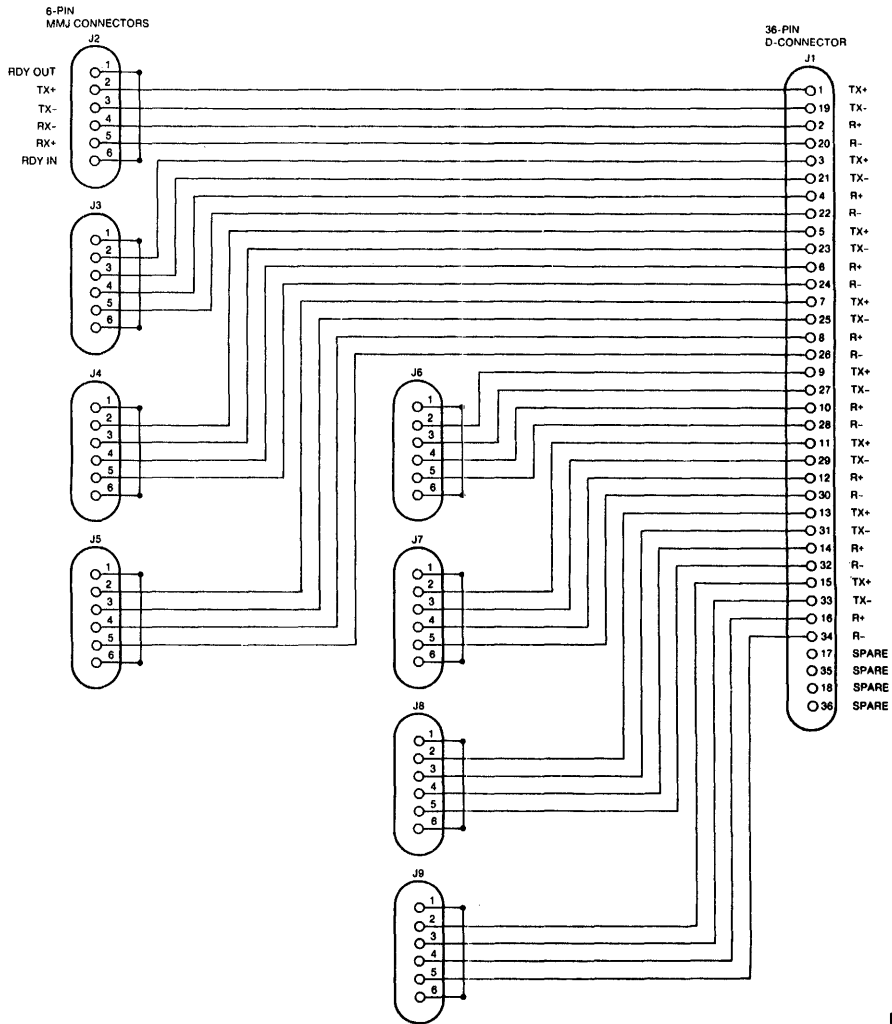 6-PIN
MMJ CONNECTORS
J2
RDY OUT 1
TX+ 2
TX- 3
RX- 4
RX+ 5
RDY IN 6
J3
1
2
3
4
5
6
J4
1
2
3
4
5
6
J5
1
2
3
4
5
6
J6
1
2
3
4
5
6
J7
1
2
3
4
5
6
J8
1
2
3
4
5
6
J9
1
2
3
4
5
6
36-PIN
D-CONNECTOR
J1
1 TX+
19 TX-
2 R+
20 R-
3 TX+
21 TX-
4 R+
22 R-
5 TX+
23 TX-
6 R+
24 R-
7 TX+
25 TX-
8 R+
26 R-
9 TX+
27 TX-
10 R+
28 R-
11 TX+
29 TX-
12 R+
30 R-
13 TX+
31 TX-
14 R+
32 R-
15 TX+
33 TX-
16 R+
34 R-
17 SPARE
35 SPARE
18 SPARE
36 SPARE